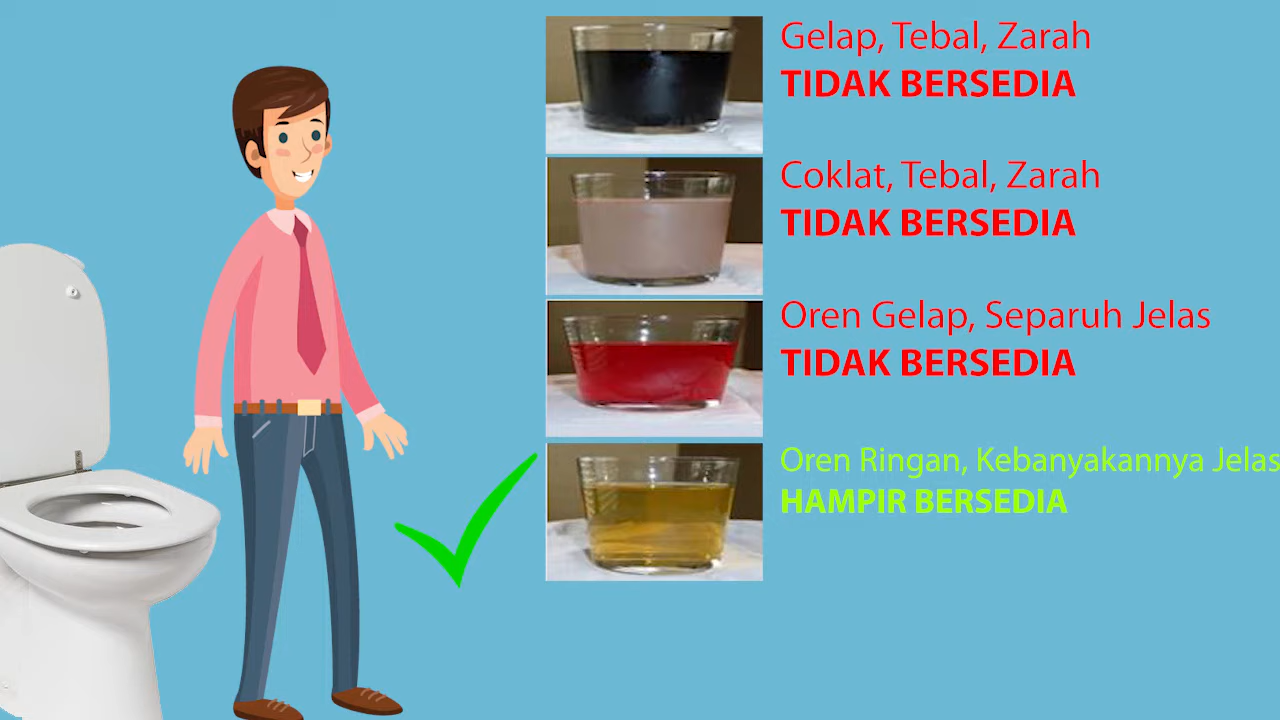 Gelap, Tebal, Zarah
TIDAK BERSEDIA
Coklat, Tebal, Zarah
TIDAK BERSEDIA
Oren Gelap, Separuh Jelas
TIDAK BERSEDIA
Oren Ringan, Kebanyakannya Jelas
HAMPIR BERSEDIA